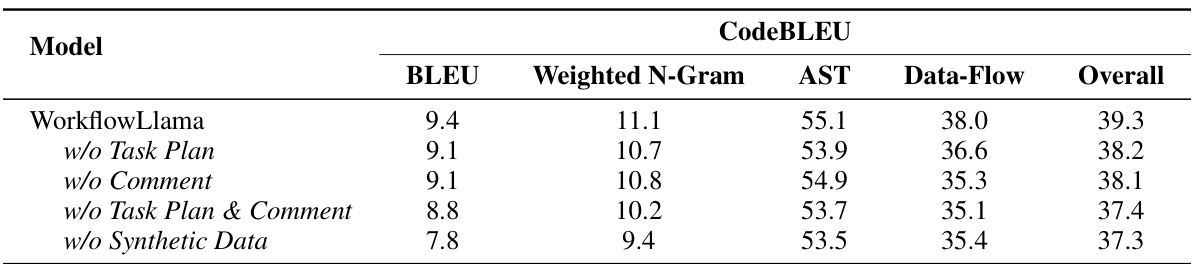 Model CodeBLEU
BLEU Weighted N-Gram AST Data-Flow Overall
WorkflowLlama 9.4 11.1 55.1 38.0 39.3
w/o Task Plan 9.1 10.7 53.9 36.6 38.2
w/o Comment 9.1 10.8 54.9 35.3 38.1
w/o Task Plan & Comment 8.8 10.2 53.7 35.1 37.4
w/o Synthetic Data 7.8 9.4 53.5 35.4 37.3